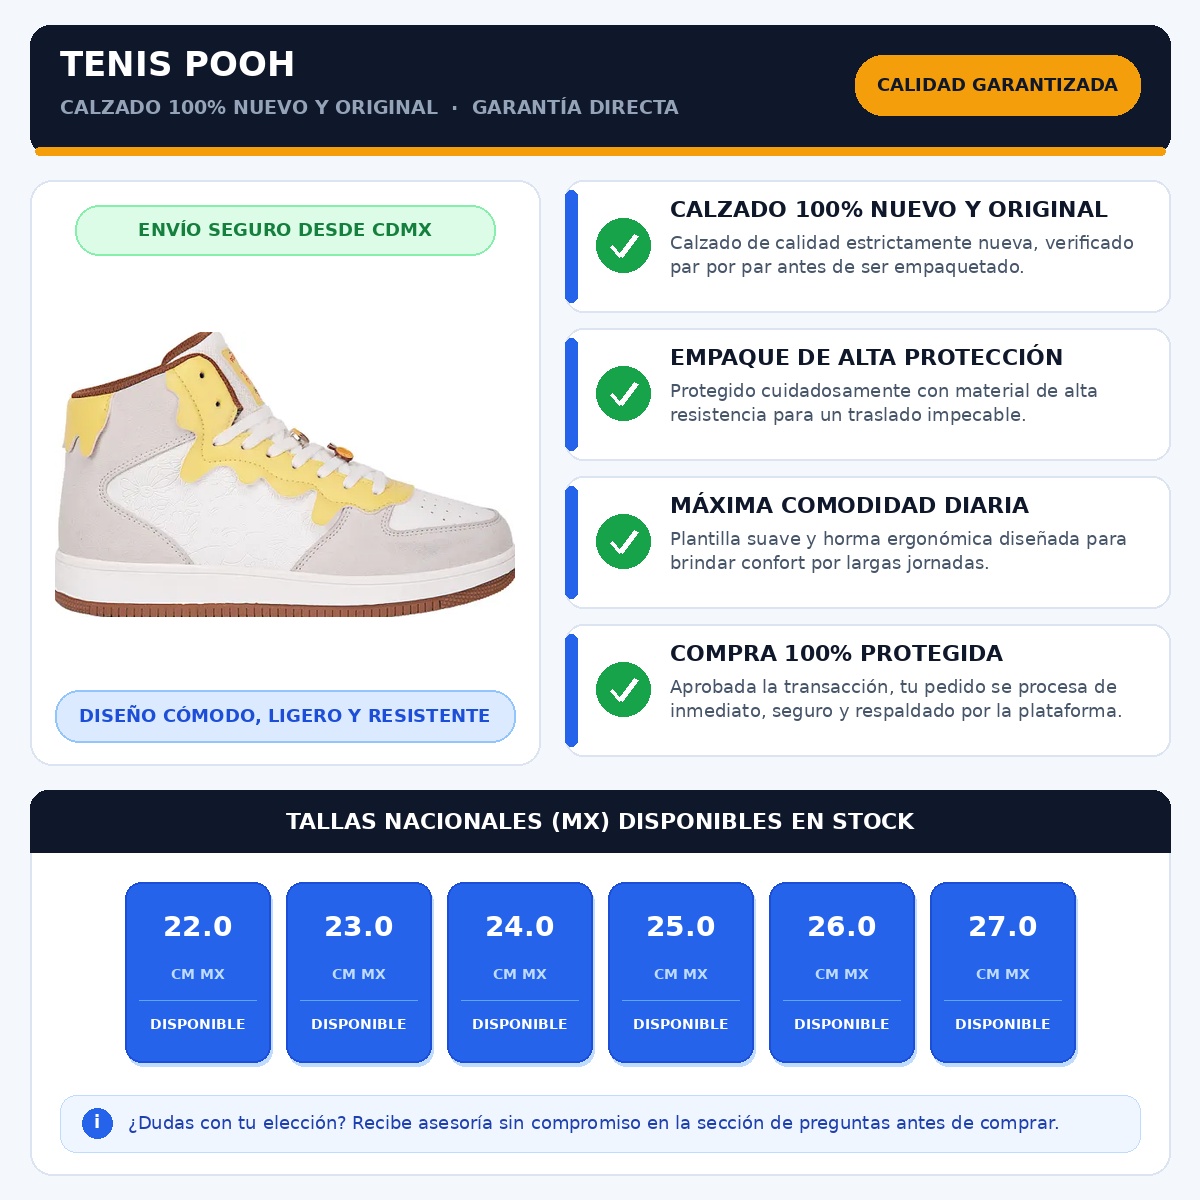 TENIS POOH
CALZADO 100% NUEVO Y ORIGINAL · GARANTÍA DIRECTA
CALIDAD GARANTIZADA
ENVÍO SEGURO DESDE CDMX
DISEÑO CÓMODO, LIGERO Y RESISTENTE
CALZADO 100% NUEVO Y ORIGINAL
Calzado de calidad estrictamente nueva, verificado
par por par antes de ser empaquetado.
EMPAQUE DE ALTA PROTECCIÓN
Protegido cuidadosamente con material de alta
resistencia para un traslado impecable.
MÁXIMA COMODIDAD DIARIA
Plantilla suave y horma ergonómica diseñada para
brindar confort por largas jornadas.
COMPRA 100% PROTEGIDA
Aprobada la transacción, tu pedido se procesa de
inmediato, seguro y respaldado por la plataforma.
TALLAS NACIONALES (MX) DISPONIBLES EN STOCK
22.0
CM MX
DISPONIBLE
23.0
CM MX
DISPONIBLE
24.0
CM MX
DISPONIBLE
25.0
CM MX
DISPONIBLE
26.0
CM MX
DISPONIBLE
27.0
CM MX
DISPONIBLE
i ¿Dudas con tu elección? Recibe asesoría sin compromiso en la sección de preguntas antes de comprar.